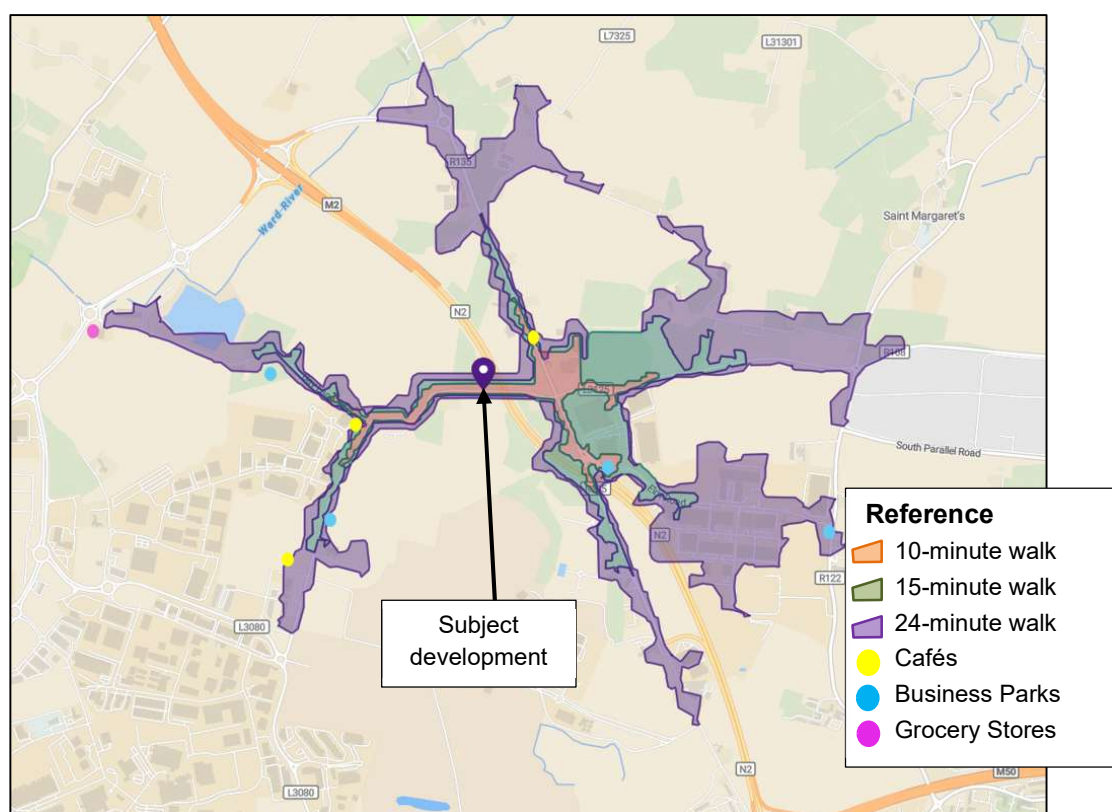 L7325
L31301
R135
Ward River
M2
Saint Margaret's
N2
R108
South Parallel Road
N2
R122
L3080
Subject
development
L3080
N2
M50
Reference
10-minute walk
15-minute walk
24-minute walk
Cafés
Business Parks
Grocery Stores